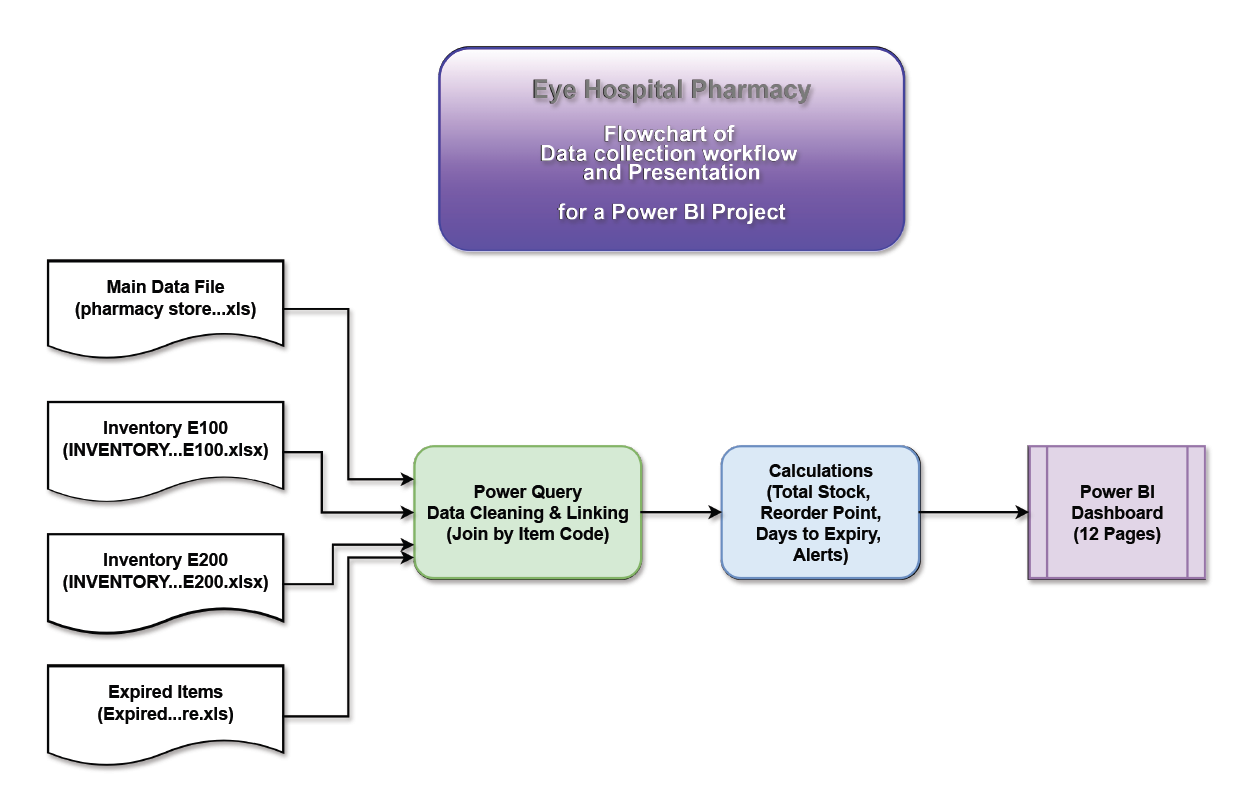 Eye Hospital Pharmacy
Flowchart of
Data collection workflow
and Presentation
for a Power BI Project
Main Data File
(pharmacy store...xls)
Inventory E100
(INVENTORY...E100.xlsx)
Inventory E200
(INVENTORY...E200.xlsx)
Expired Items
(Expired...re.xls)
Power Query
Data Cleaning & Linking
(Join by Item Code)
Calculations
(Total Stock,
Reorder Point,
Days to Expiry,
Alerts)
Power BI
Dashboard
(12 Pages)